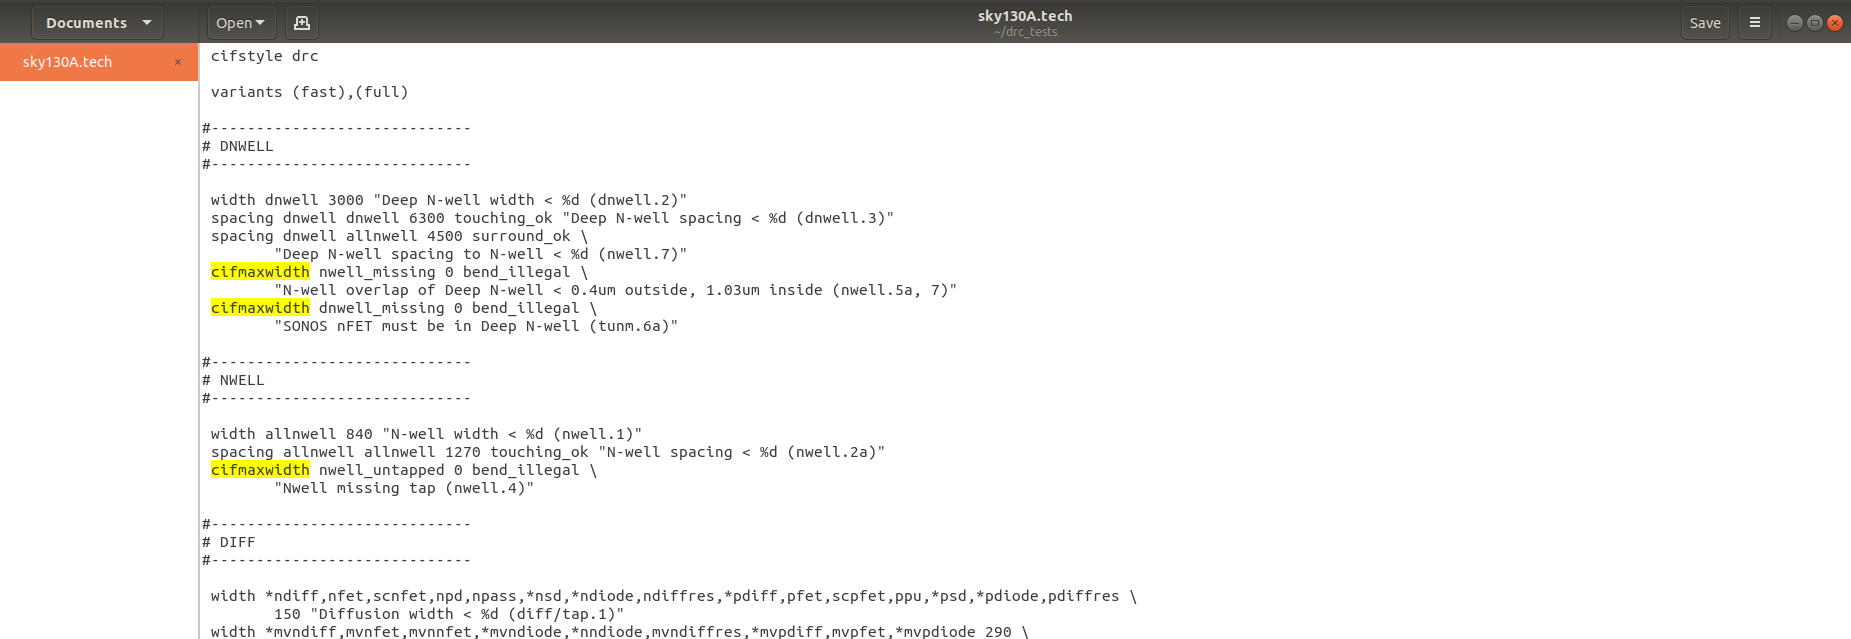 Documents Open sky130A.tech Save
~/drc_tests
sky130A.tech ×
cifstyle drc
variants (fast),(full)
#-----------------------------
# DNWELL
#-----------------------------
width dnwell 3000 "Deep N-well width < %d (dnwell.2)"
spacing dnwell dnwell 6300 touching_ok "Deep N-well spacing < %d (dnwell.3)"
spacing dnwell allnwell 4500 surround_ok \
"Deep N-well spacing to N-well < %d (nwell.7)"
cifmaxwidth nwell_missing 0 bend_illegal \
"N-well overlap of Deep N-well < 0.4um outside, 1.03um inside (nwell.5a, 7)"
cifmaxwidth dnwell_missing 0 bend_illegal \
"SONOS nFET must be in Deep N-well (tunm.6a)"
#-----------------------------
# NWELL
#-----------------------------
width allnwell 840 "N-well width < %d (nwell.1)"
spacing allnwell allnwell 1270 touching_ok "N-well spacing < %d (nwell.2a)"
cifmaxwidth nwell_untapped 0 bend_illegal \
"Nwell missing tap (nwell.4)"
#-----------------------------
# DIFF
#-----------------------------
width *ndiff,nfet,scnfet,npd,npass,*nsd,*ndiode,ndiffres,*pdiff,pfet,scpfet,ppu,*psd,*pdiode,pdiffres \
150 "Diffusion width < %d (diff/tap.1)"
width *mvndiff,mvnfet,mvnnfet,*mvndiode,*nndiode,mvndiffres,*mvpdiff,mvpfet,*mvpdiode 290 \